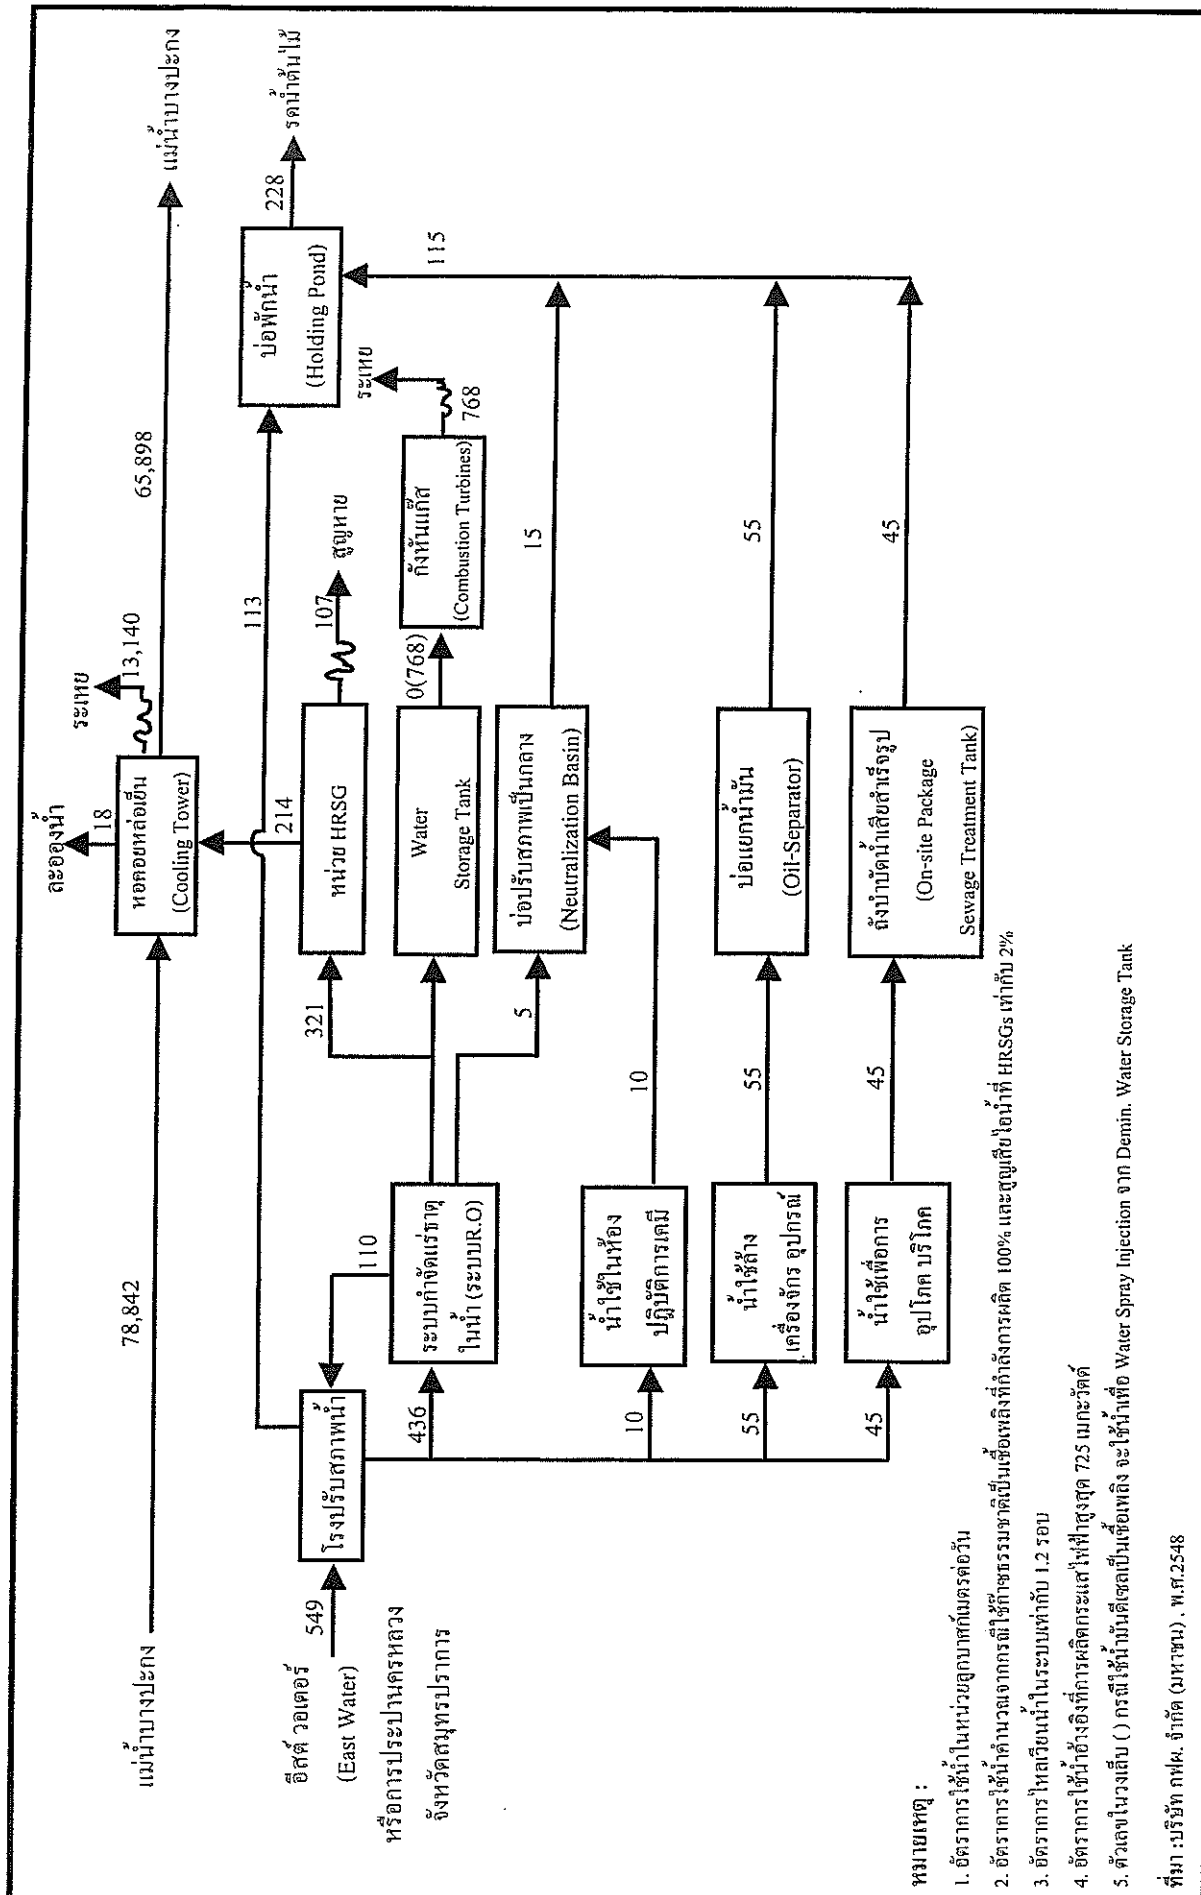 แม่น้ำบางปะกง
78,842
ละอองน้ำ
18
ระเหย
13,140
หอคอยหล่อเย็น
(Cooling Tower)
65,898
แม่น้ำบางปะกง
214
113
อีสต์ วอเตอร์
(East Water)
หรือการประปานครหลวง
จังหวัดสมุทรปราการ
549
โรงปรับสภาพน้ำ
110
436
ระบบกำจัดแร่ธาตุ
ในน้ำ (ระบบR.O)
321
หน่วย HRSG
107
สูญหาย
บ่อพักน้ำ
(Holding Pond)
228
รดน้ำต้นไม้
Water
Storage Tank
0(768)
กังหันแก๊ส
(Combustion Turbines)
768
ระเหย
5
บ่อปรับสภาพเป็นกลาง
(Neutralization Basin)
15
115
10
น้ำใช้ในห้อง
ปฏิบัติการเคมี
10
55
น้ำใช้ล้าง
เครื่องจักร อุปกรณ์
55
บ่อแยกน้ำมัน
(Oil-Separator)
55
45
น้ำใช้เพื่อการ
อุปโภค บริโภค
45
ถังบำบัดน้ำเสียสำเร็จรูป
(On-site Package
Sewage Treatment Tank)
45
หมายเหตุ :
1. อัตราการใช้น้ำในหน่วยลูกบาศก์เมตรต่อวัน
2. อัตราการใช้น้ำคำนวณจากกรณีใช้ก๊าซธรรมชาติเป็นเชื้อเพลิงที่กำลังการผลิต 100% และสูญเสียไอน้ำที่ HRSGs เท่ากับ 2%
3. อัตราการไหลเวียนน้ำในระบบเท่ากับ 1.2 รอบ
4. อัตราการใช้น้ำอ้างอิงที่การผลิตกระแสไฟฟ้าสูงสุด 725 เมกะวัตต์
5. ตัวเลขในวงเล็บ ( ) กรณีใช้น้ำมันดีเซลเป็นเชื้อเพลิง จะใช้น้ำเพื่อ Water Spray Injection จาก Demin. Water Storage Tank
ที่มา :บริษัท กฟผ. จำกัด (มหาชน) , พ.ศ.2548